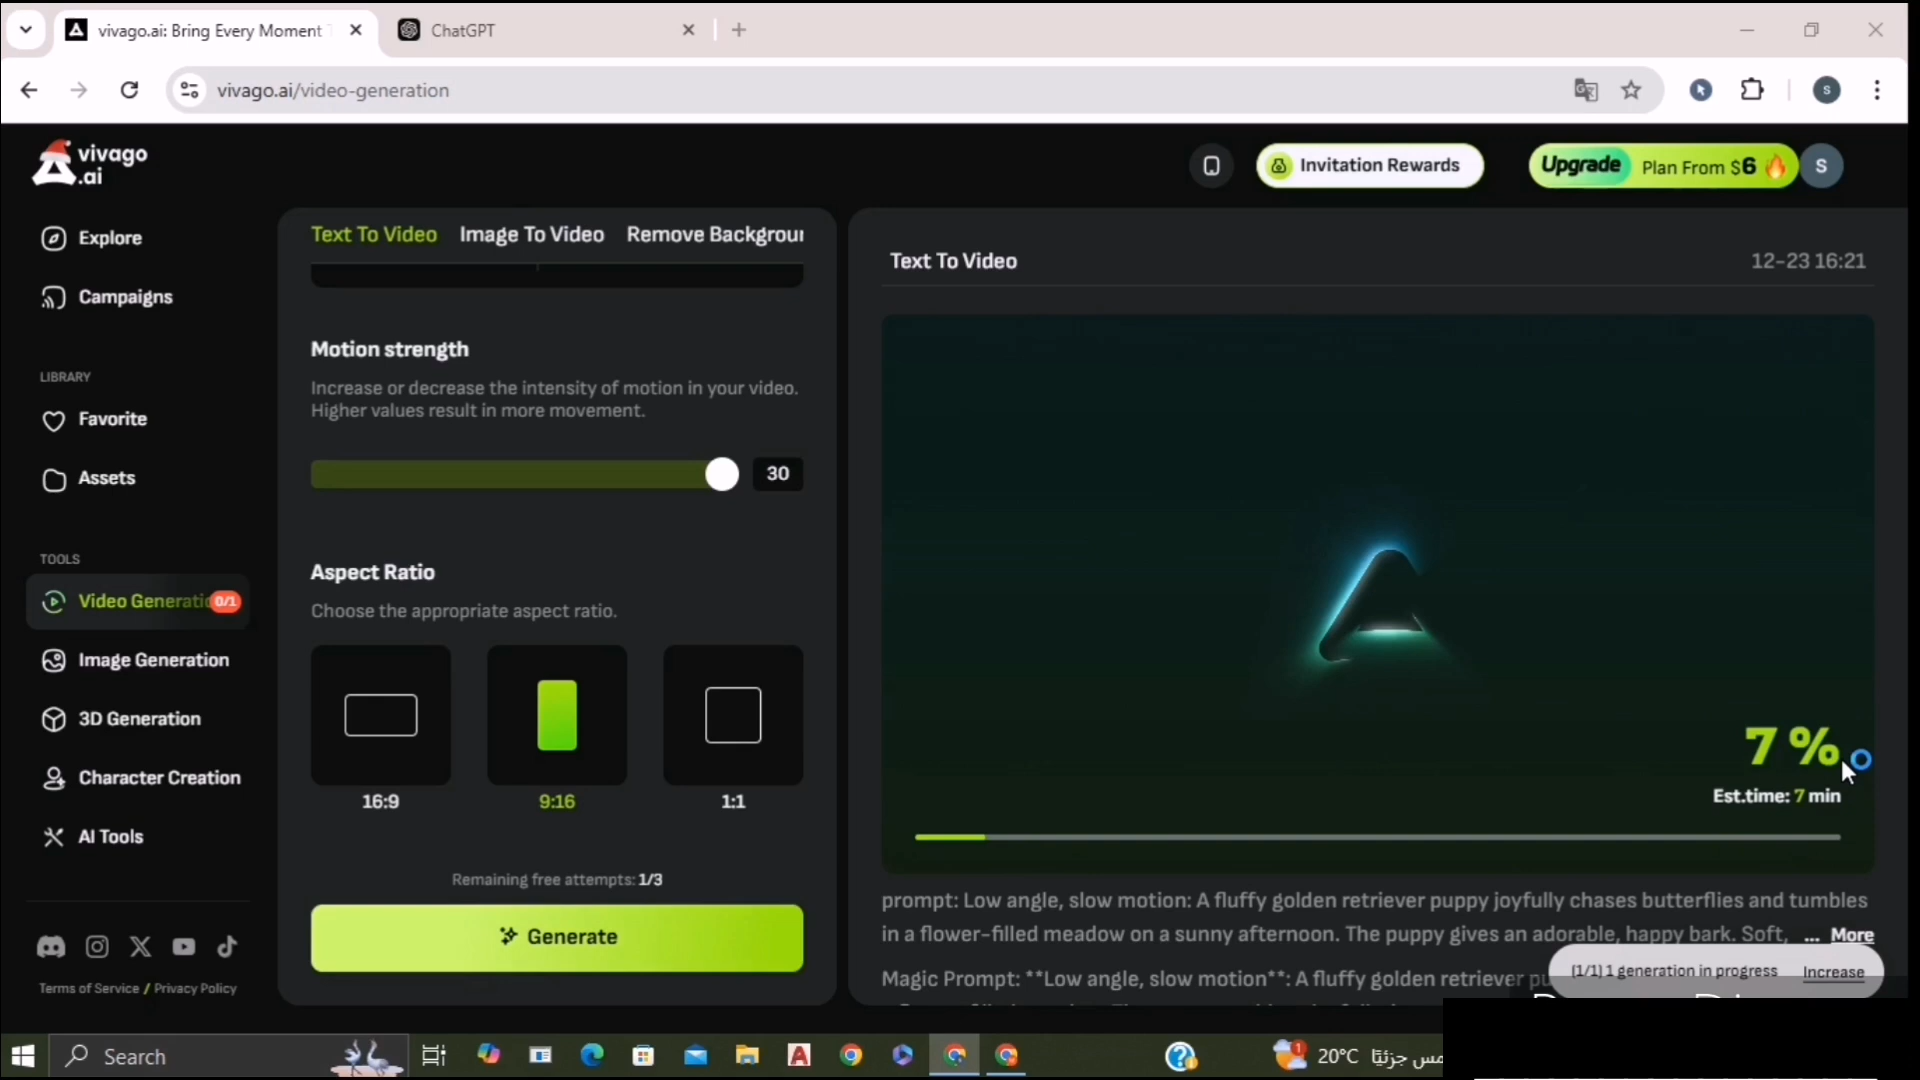 vivago.ai: Bring Every Moment
ChatGPT
vivago.ai/video-generation
vivago
.ai
Invitation Rewards
Upgrade
Plan From $6
S
S
Explore
Campaigns
LIBRARY
Favorite
Assets
TOOLS
Video Generati
0/1
Image Generation
3D Generation
Character Creation
AI Tools
Terms of Service / Privacy Policy
Text To Video
Image To Video
Remove Backgroun
Motion strength
Increase or decrease the intensity of motion in your video.
Higher values result in more movement.
30
Aspect Ratio
Choose the appropriate aspect ratio.
16:9
9:16
1:1
Remaining free attempts: 1/3
Generate
Text To Video
12-23 16:21
7 %
Est.time: 7 min
prompt: Low angle, slow motion: A fluffy golden retriever puppy joyfully chases butterflies and tumbles
in a flower-filled meadow on a sunny afternoon. The puppy gives an adorable, happy bark. Soft, ... More
Magic Prompt: **Low angle, slow motion**: A fluffy golden retriever pu
[1/1] 1 generation in progress
Increase
Search
1
20°C
مس جزئيًا